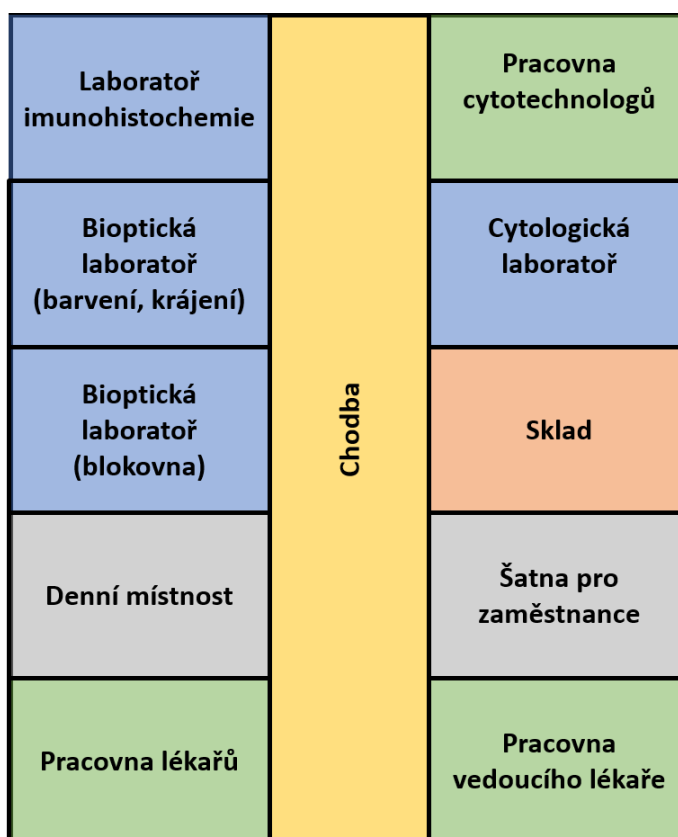 Laboratoř
imunohistochemie
Pracovna
cytotechnologů
Bioptická
laboratoř
(barvení, krájení)
Cytologická
laboratoř
Bioptická
laboratoř
(blokovna)
Chodba
Sklad
Denní místnost
Šatna pro
zaměstnance
Pracovna lékařů
Pracovna
vedoucího lékaře